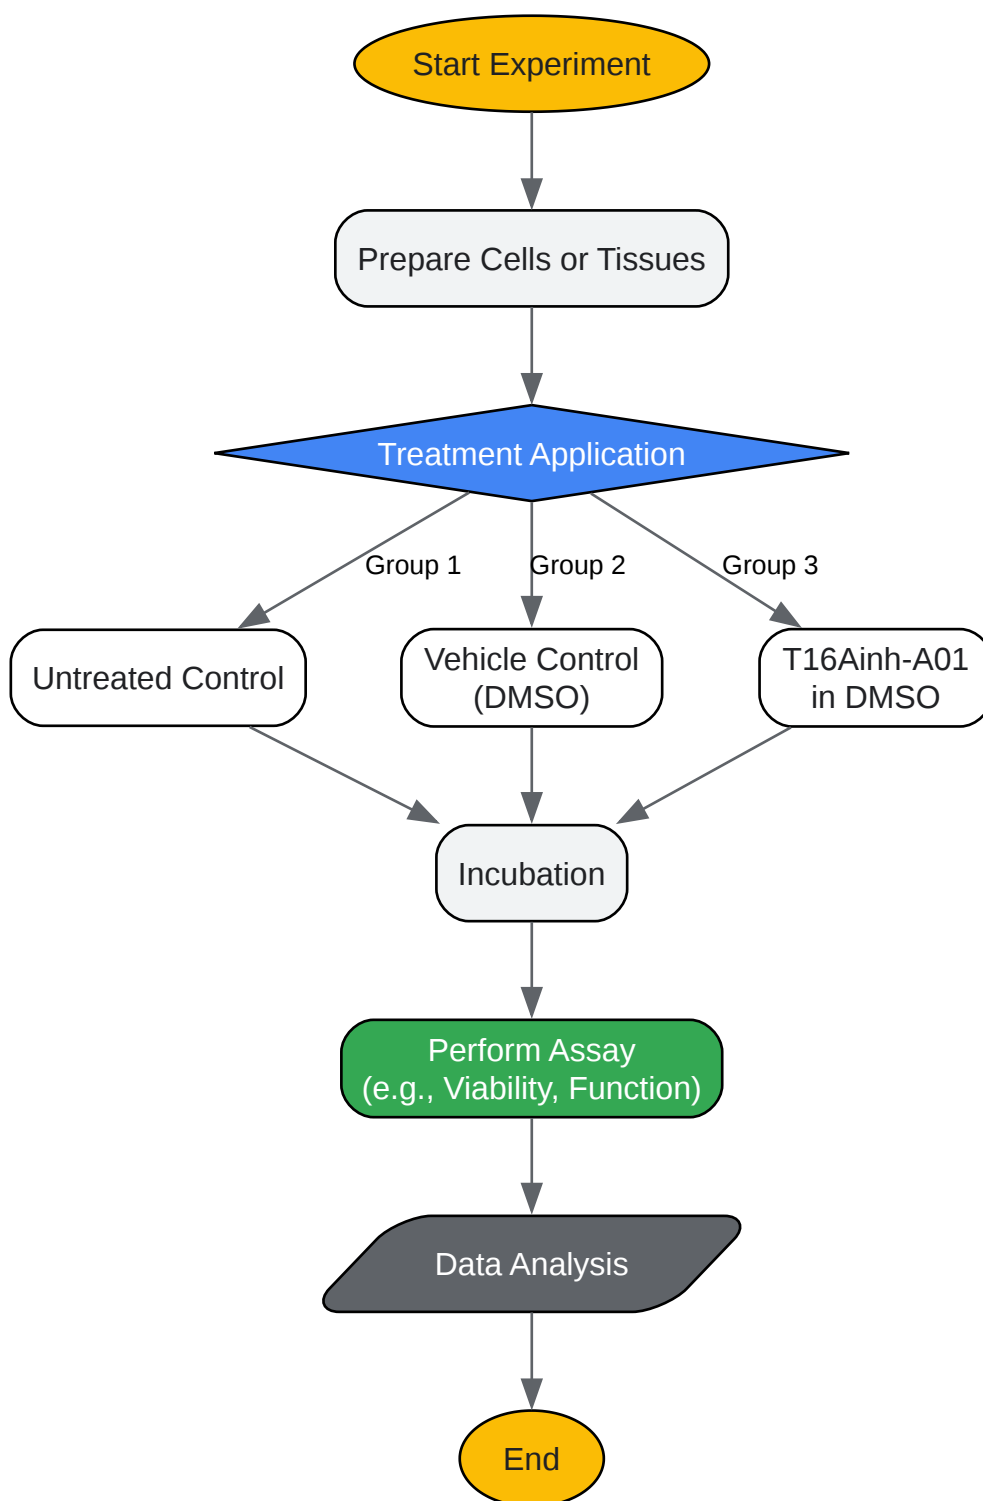 Start Experiment
Prepare Cells or Tissues
Treatment Application
Group 1
Group 2
Group 3
Untreated Control
Vehicle Control
(DMSO)
T16Ainh-A01
in DMSO
Incubation
Perform Assay
(e.g., Viability, Function)
Data Analysis
End